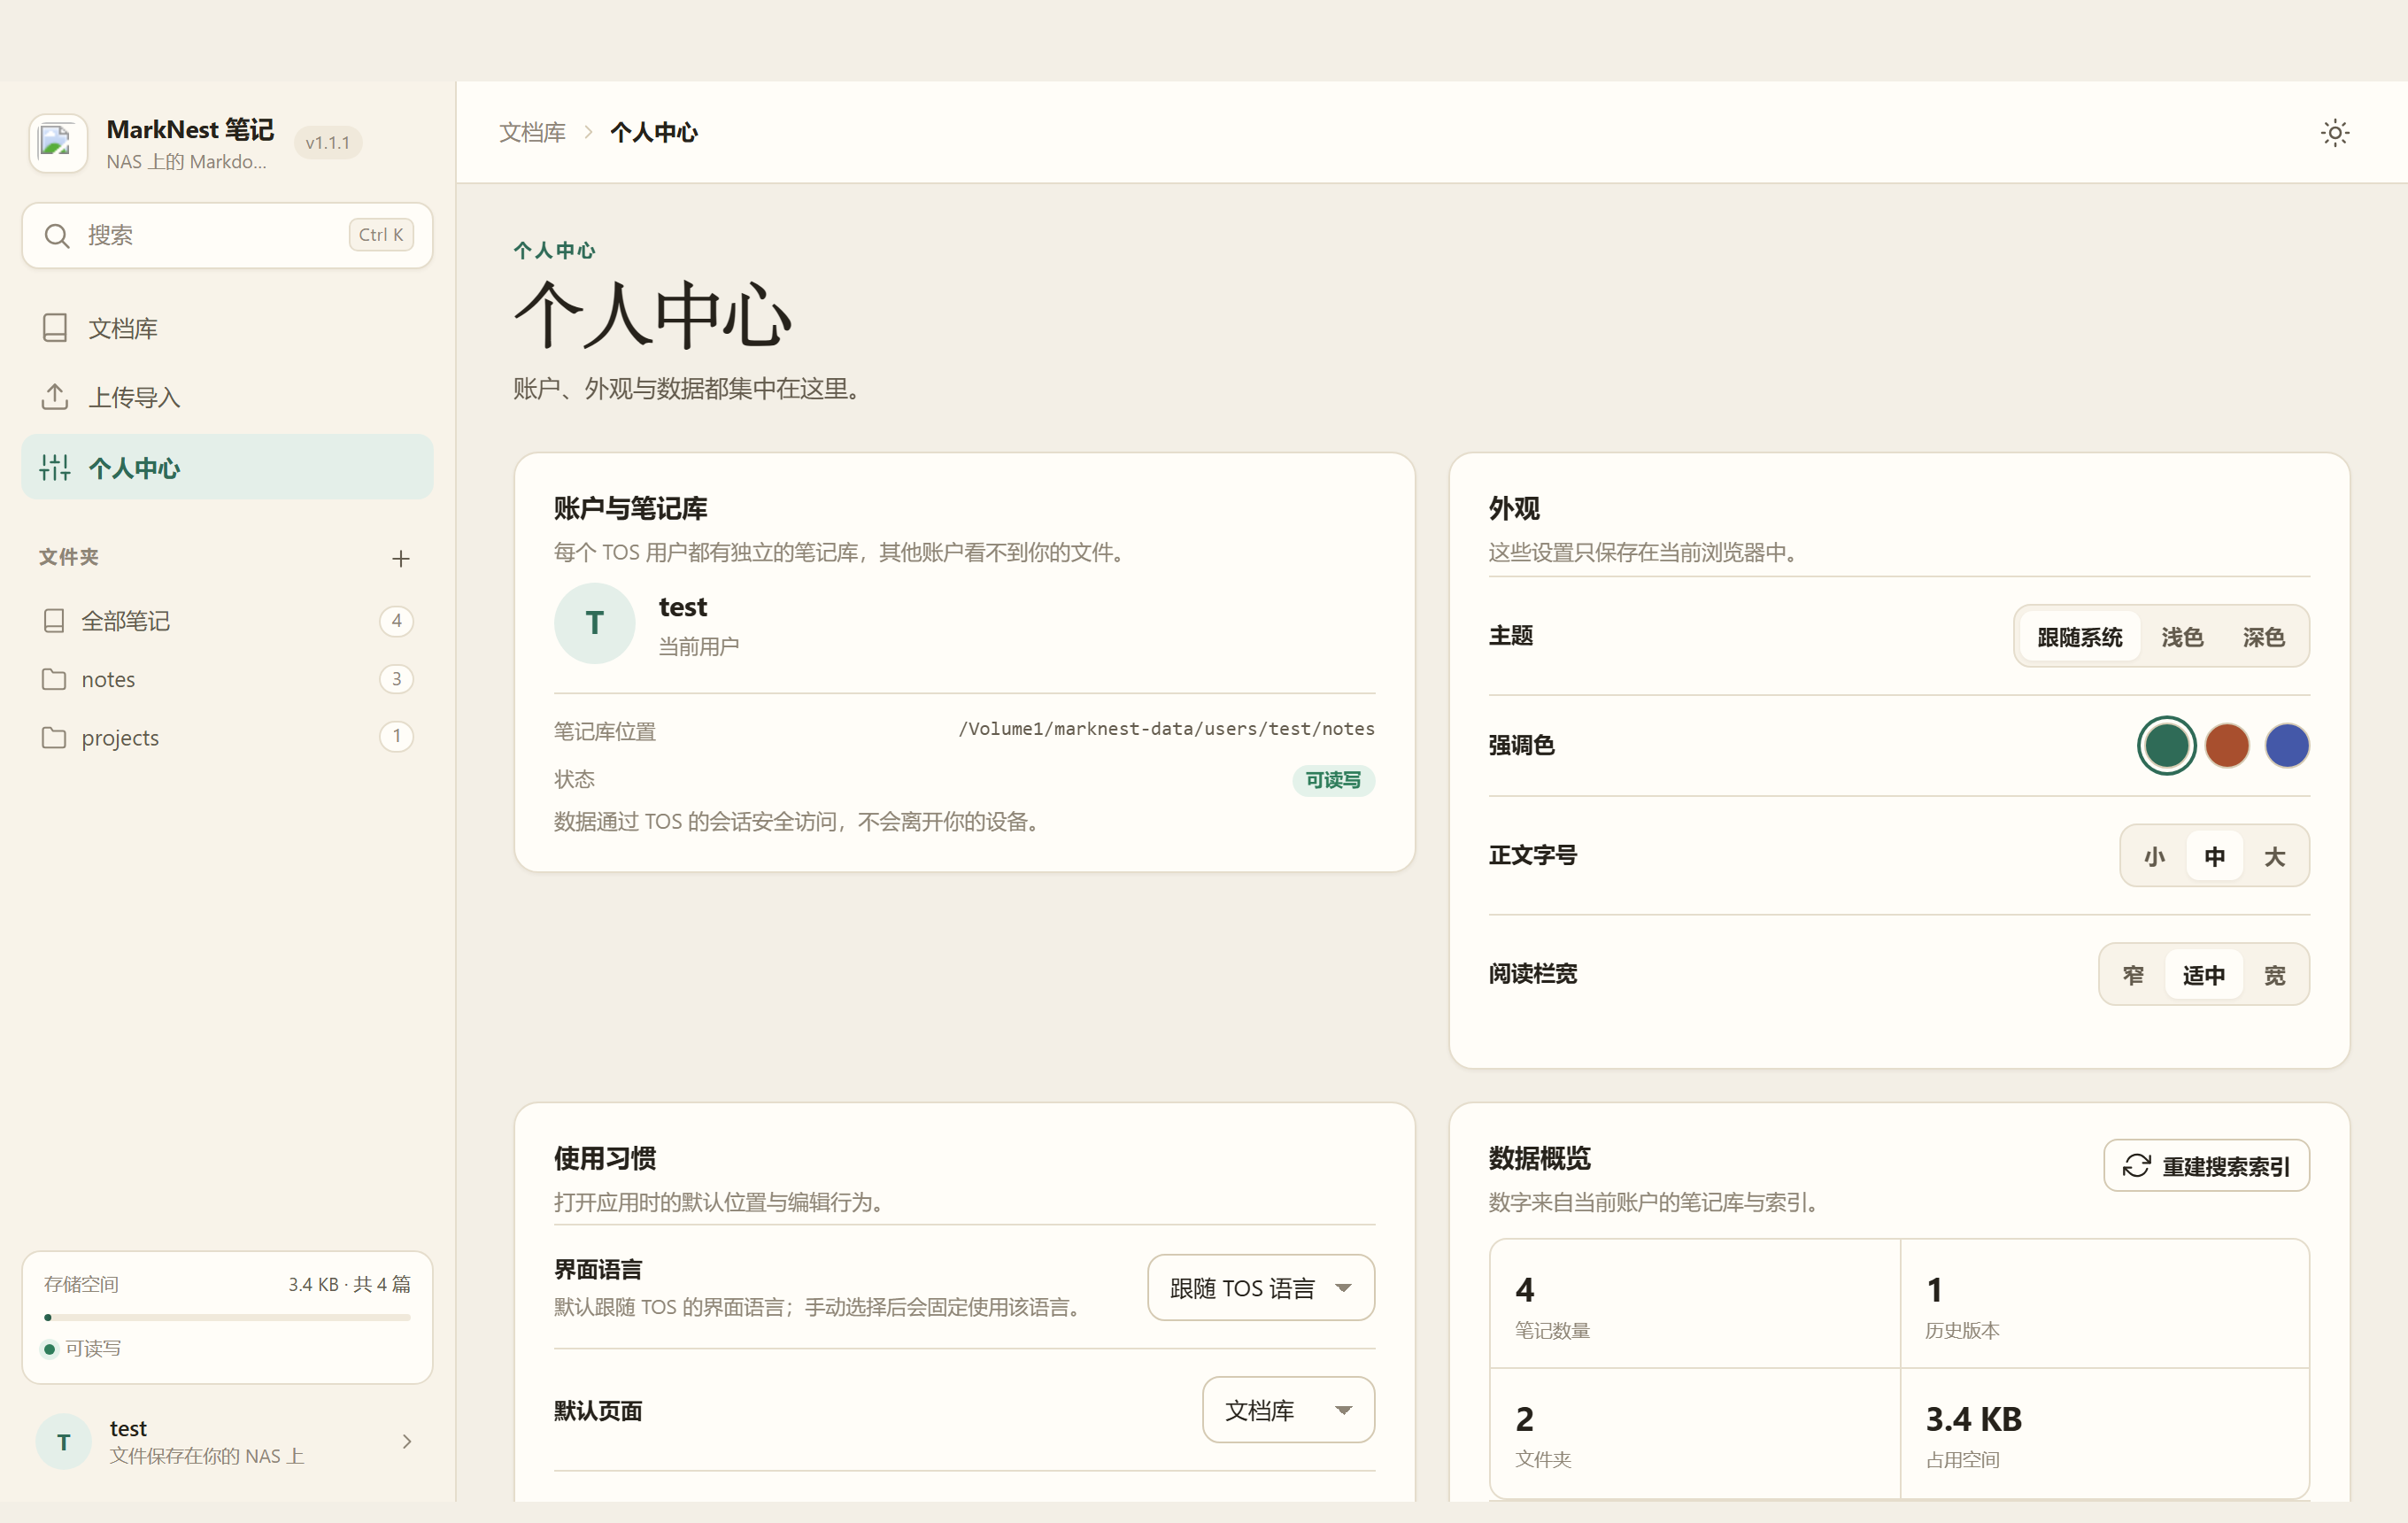 MarkNest 笔记
v1.1.1
NAS 上的 Markdo...
搜索
Ctrl K
文档库
上传导入
个人中心
文件夹
全部笔记
4
notes
3
projects
1
存储空间
3.4 KB · 共 4 篇
可读写
T
test
文件保存在你的 NAS 上
文档库
个人中心
个人中心
个人中心
账户、外观与数据都集中在这里。
账户与笔记库
每个 TOS 用户都有独立的笔记库，其他账户看不到你的文件。
T
test
当前用户
笔记库位置
/Volume1/marknest-data/users/test/notes
状态
可读写
数据通过 TOS 的会话安全访问，不会离开你的设备。
外观
这些设置只保存在当前浏览器中。
主题
跟随系统
浅色
深色
强调色
正文字号
小
中
大
阅读栏宽
窄
适中
宽
使用习惯
打开应用时的默认位置与编辑行为。
界面语言
默认跟随 TOS 的界面语言；手动选择后会固定使用该语言。
跟随 TOS 语言
默认页面
文档库
数据概览
数字来自当前账户的笔记库与索引。
重建搜索索引
4
笔记数量
1
历史版本
2
文件夹
3.4 KB
占用空间